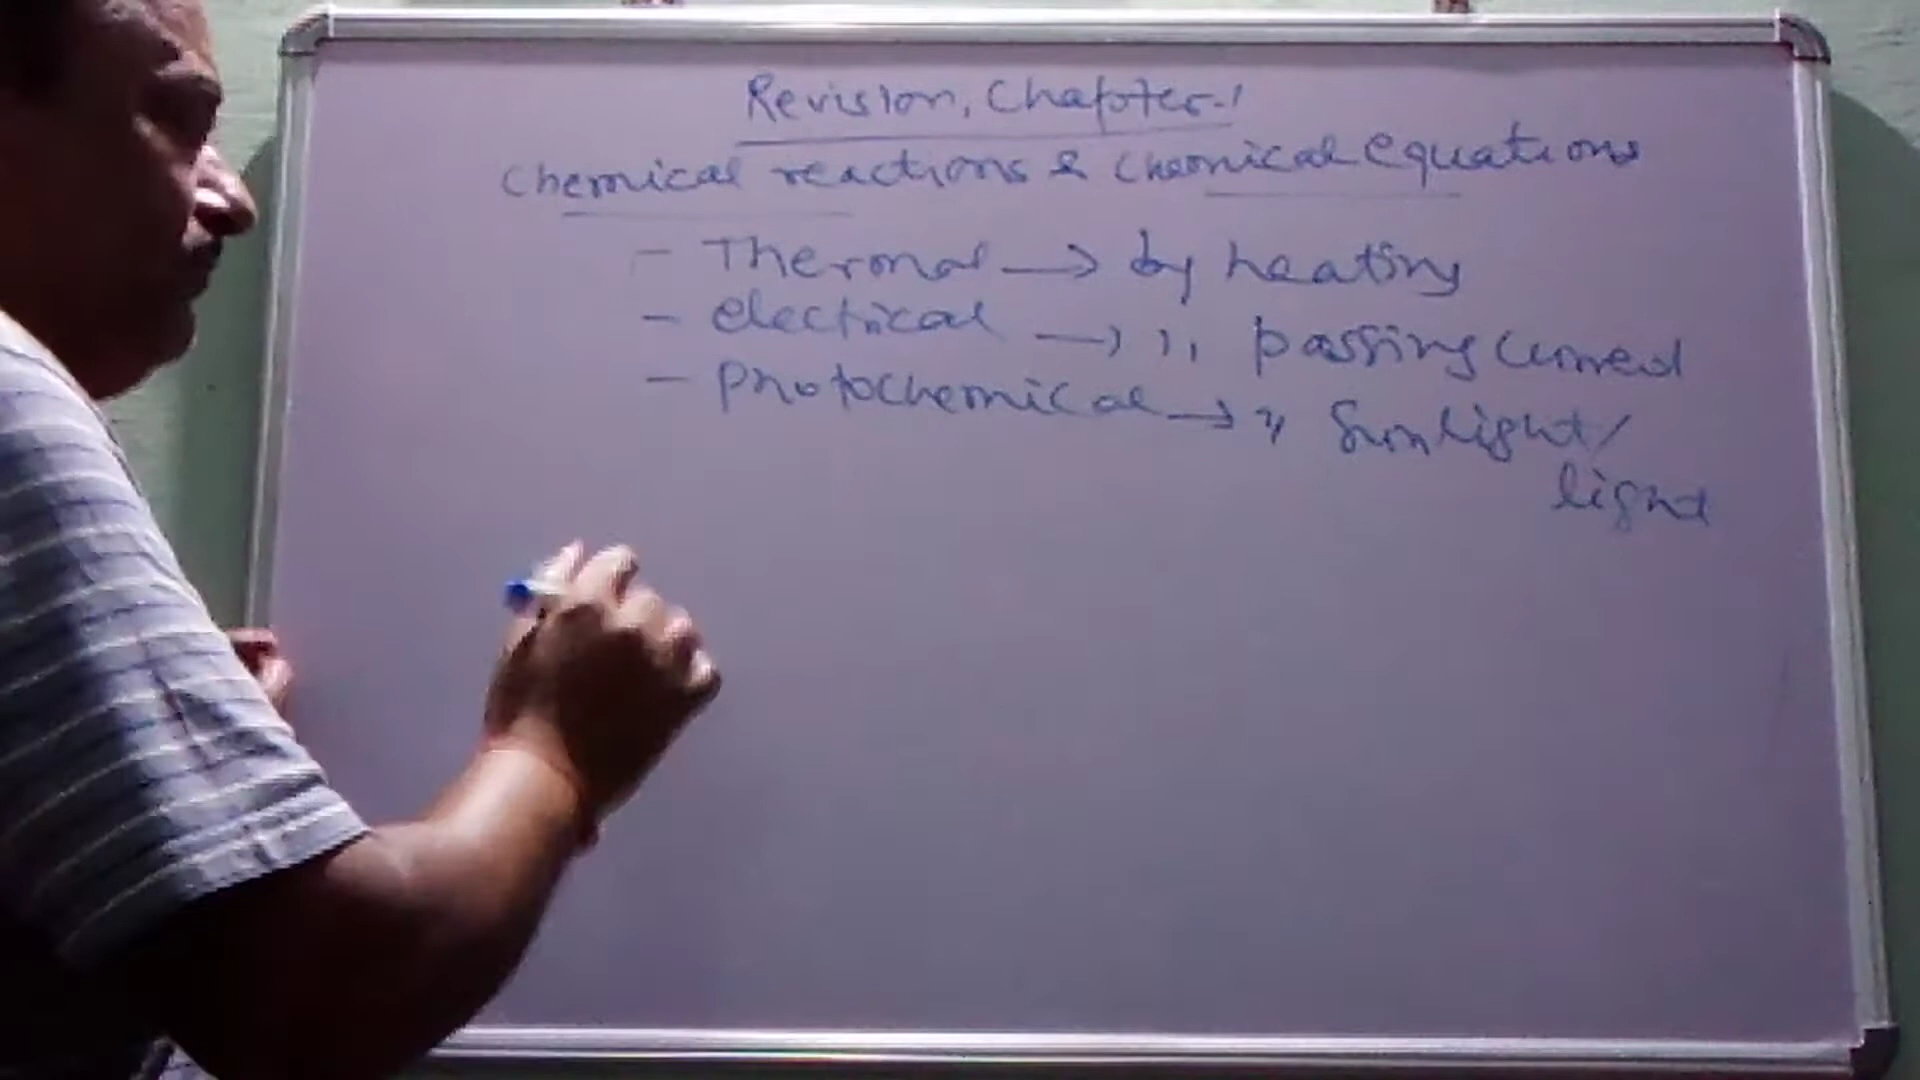 Revision, Chapter-1
Chemical reactions & Chemical equations
- Thermal → by heating
- electrical → ,, passing current
- Photochemical → ,, Sunlight/
light